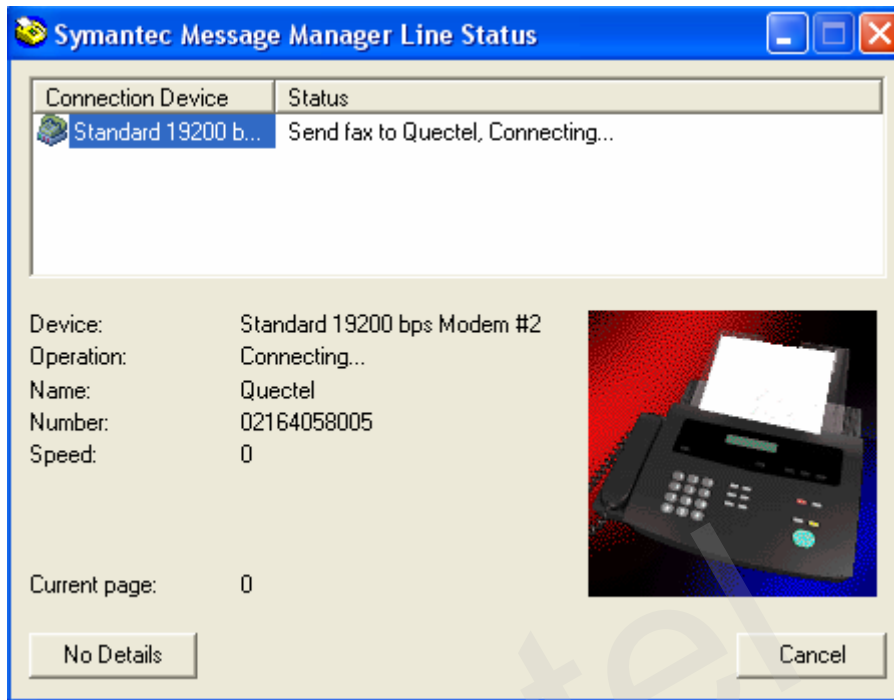 Symantec Message Manager Line Status
Connection Device Status
Standard 19200 b... Send fax to Quectel, Connecting...
Device: Standard 19200 bps Modem #2
Operation: Connecting...
Name: Quectel
Number: 02164058005
Speed: 0
Current page: 0
No Details Cancel